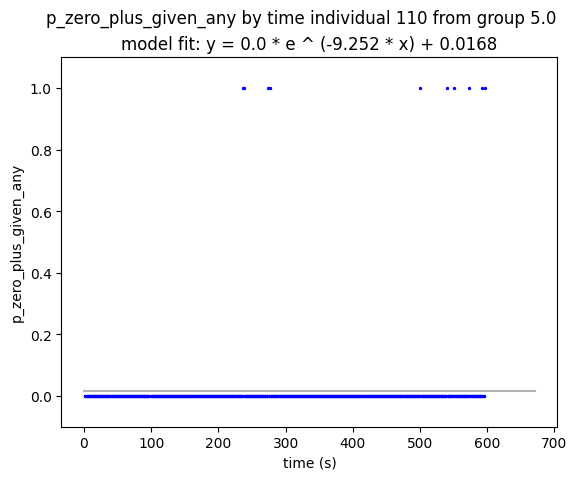 p_zero_plus_given_any by time individual 110 from group 5.0
model fit: y = 0.0 * e ^ (-9.252 * x) + 0.0168
1.0
0.8
0.6
0.4
0.2
0.0
p_zero_plus_given_any
0 100 200 300 400 500 600 700
time (s)